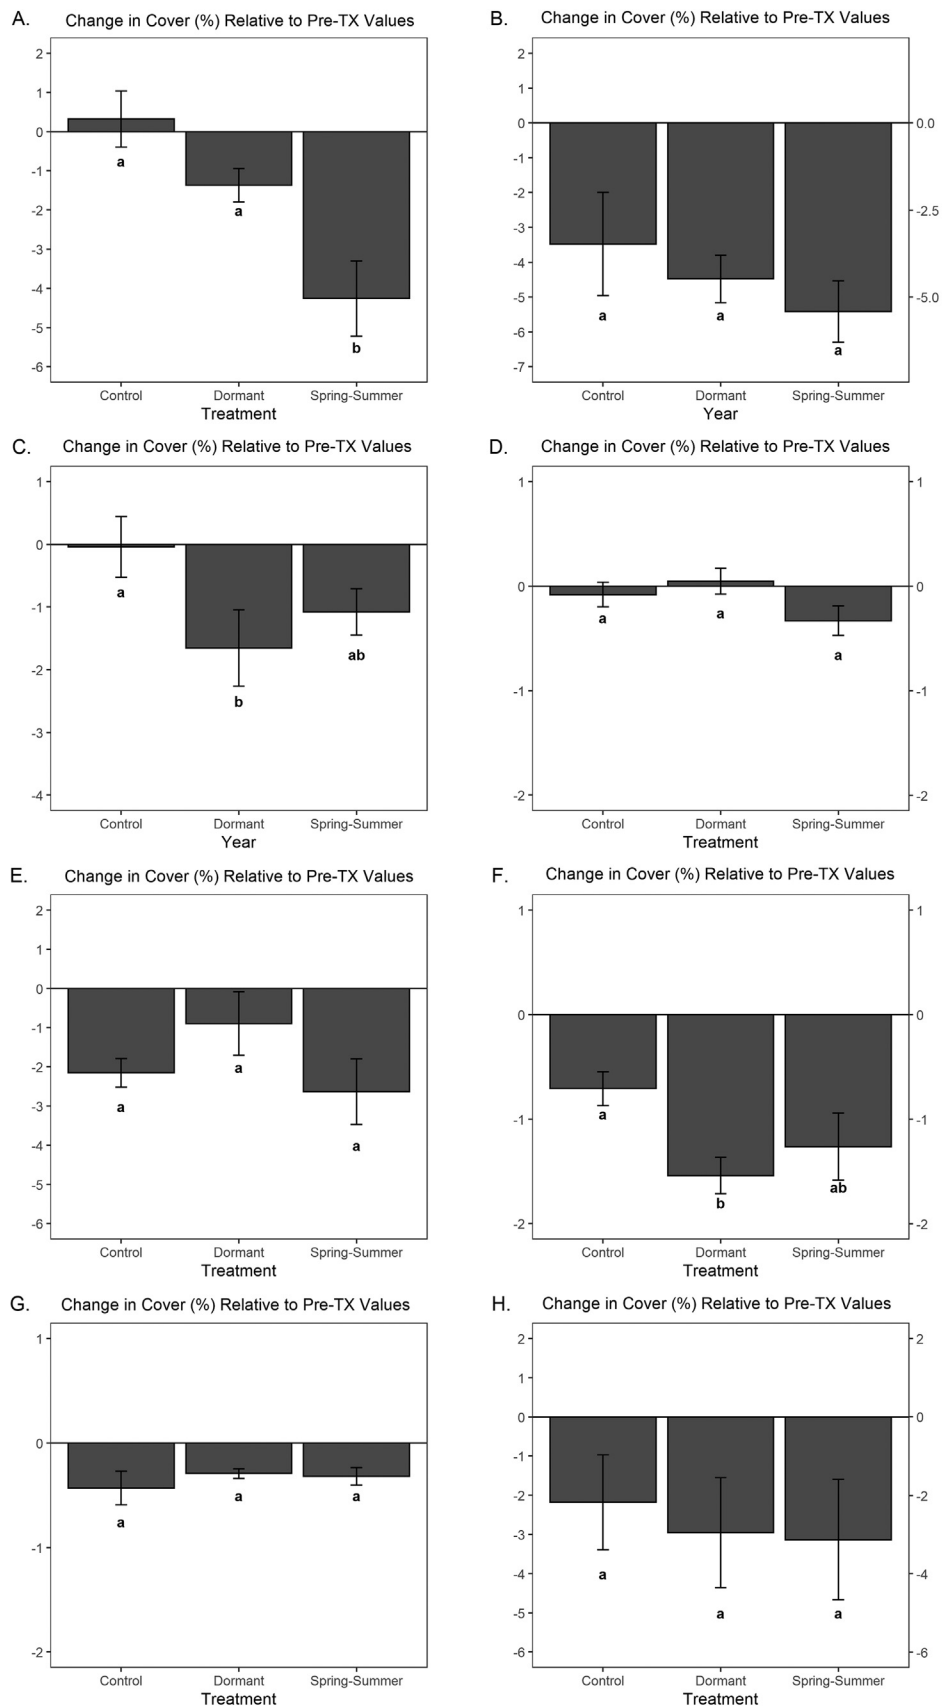 A.
Change in Cover (%) Relative to Pre-TX Values
2
1
0
-1
-2
-3
-4
-5
-6
a
a
b
Control Dormant Spring-Summer
Treatment
B.
Change in Cover (%) Relative to Pre-TX Values
2
1
0
-1
-2
-3
-4
-5
-6
-7
0.0
-2.5
-5.0
a
a
a
Control Dormant Spring-Summer
Year
C.
Change in Cover (%) Relative to Pre-TX Values
1
0
-1
-2
-3
-4
a
b
ab
Control Dormant Spring-Summer
Year
D.
Change in Cover (%) Relative to Pre-TX Values
1
0
-1
-2
1
0
-1
-2
a
a
a
Control Dormant Spring-Summer
Treatment
E.
Change in Cover (%) Relative to Pre-TX Values
2
1
0
-1
-2
-3
-4
-5
-6
a
a
a
Control Dormant Spring-Summer
Treatment
F.
Change in Cover (%) Relative to Pre-TX Values
1
0
-1
-2
1
0
-1
-2
a
b
ab
Control Dormant Spring-Summer
Treatment
G.
Change in Cover (%) Relative to Pre-TX Values
1
0
-1
-2
a
a
a
Control Dormant Spring-Summer
Treatment
H.
Change in Cover (%) Relative to Pre-TX Values
2
1
0
-1
-2
-3
-4
-5
-6
2
0
-2
-4
-6
a
a
a
Control Dormant Spring-Summer
Treatment